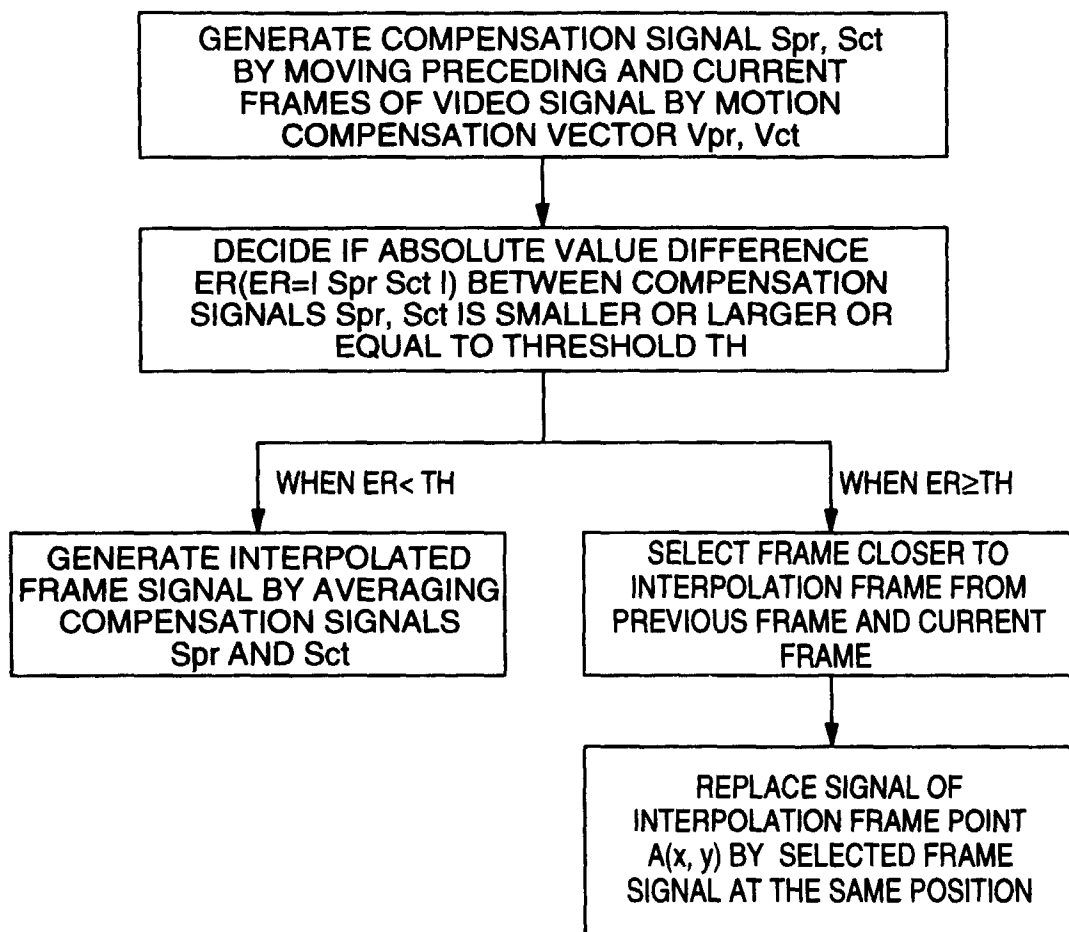 GENERATE COMPENSATION SIGNAL Spr, Sct
BY MOVING PRECEDING AND CURRENT
FRAMES OF VIDEO SIGNAL BY MOTION
COMPENSATION VECTOR Vpr, Vct
DECIDE IF ABSOLUTE VALUE DIFFERENCE
ER(ER=| Spr Sct |) BETWEEN COMPENSATION
SIGNALS Spr, Sct IS SMALLER OR LARGER OR
EQUAL TO THRESHOLD TH
WHEN ER< TH
WHEN ER≥TH
GENERATE INTERPOLATED
FRAME SIGNAL BY AVERAGING
COMPENSATION SIGNALS
Spr AND Sct
SELECT FRAME CLOSER TO
INTERPOLATION FRAME FROM
PREVIOUS FRAME AND CURRENT
FRAME
REPLACE SIGNAL OF
INTERPOLATION FRAME POINT
A(x, y) BY SELECTED FRAME
SIGNAL AT THE SAME POSITION